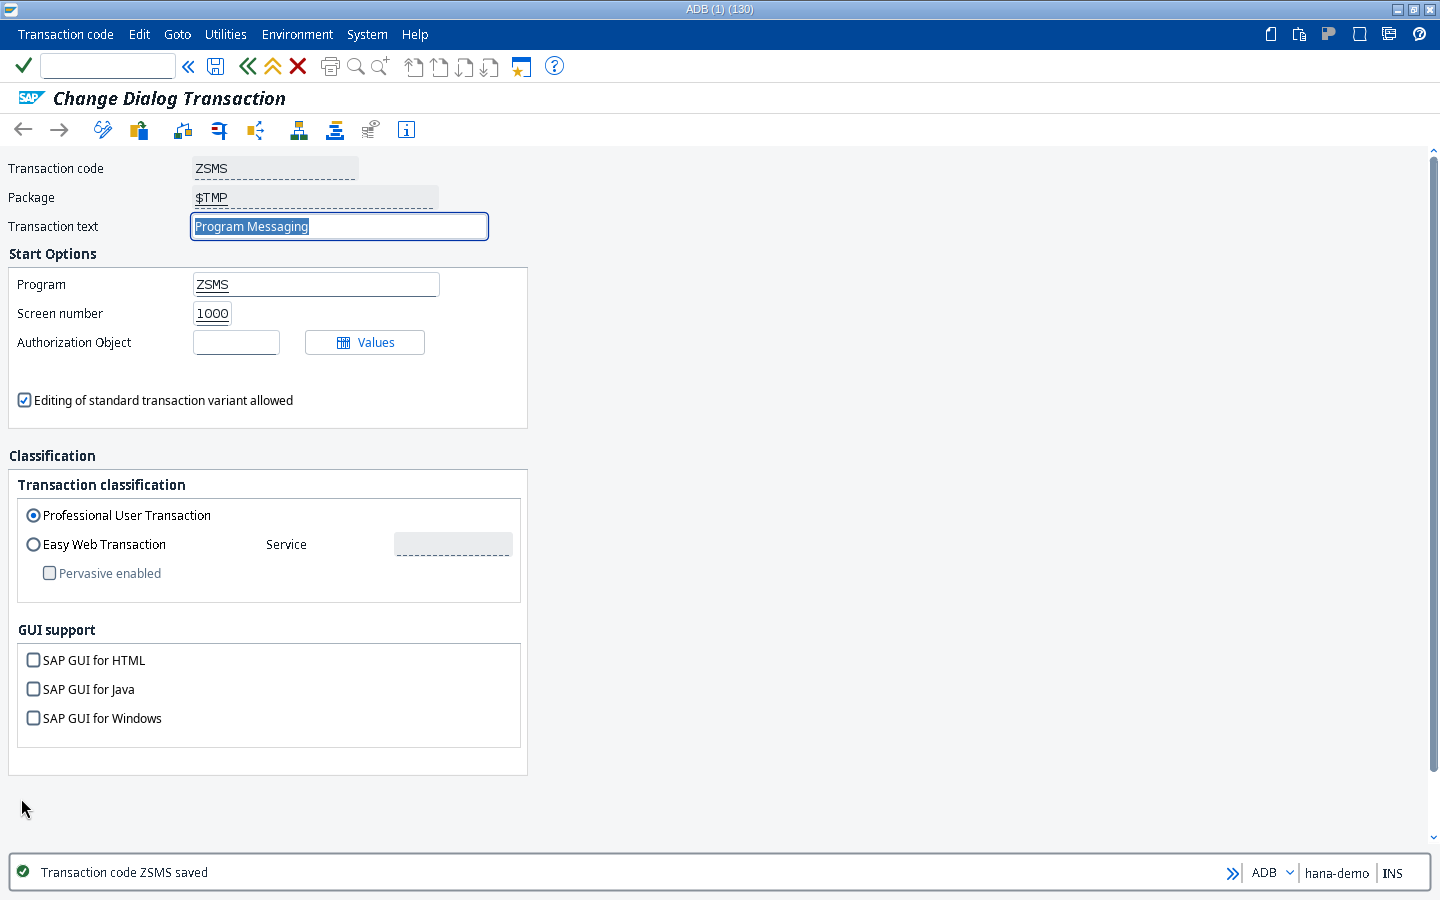 ADB (1) (130)
Transaction code Edit Goto Utilities Environment System Help
SAP Change Dialog Transaction
Transaction code ZSMS
Package $TMP
Transaction text Program Messaging
Start Options
Program ZSMS
Screen number 1000
Authorization Object Values
Editing of standard transaction variant allowed
Classification
Transaction classification
Professional User Transaction
Easy Web Transaction Service
Pervasive enabled
GUI support
SAP GUI for HTML
SAP GUI for Java
SAP GUI for Windows
Transaction code ZSMS saved ADB hana-demo INS